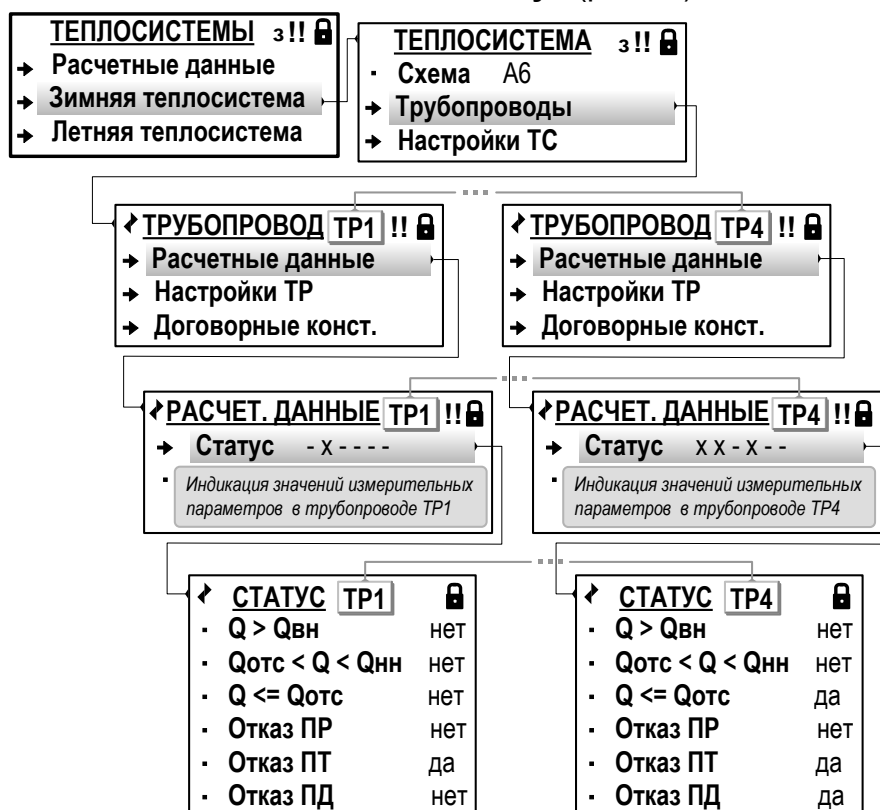 ТЕПЛОСИСТЕМЫ з !!
Расчетные данные
Зимняя теплосистема
Летняя теплосистема
ТЕПЛОСИСТЕМА з !!
Схема А6
Трубопроводы
Настройки ТС
ТРУБОПРОВОД ТР1 !!
Расчетные данные
Настройки ТР
Договорные конст.
ТРУБОПРОВОД ТР4 !!
Расчетные данные
Настройки ТР
Договорные конст.
РАСЧЕТ. ДАННЫЕ ТР1 !!
Статус - x - - - -
Индикация значений измерительных
параметров в трубопроводе ТР1
РАСЧЕТ. ДАННЫЕ ТР4 !!
Статус x x - x - -
Индикация значений измерительных
параметров в трубопроводе ТР4
СТАТУС ТР1
Q > Qвн нет
Qотс < Q < Qнн нет
Q <= Qотс нет
Отказ ПР нет
Отказ ПТ да
Отказ ПД нет
СТАТУС ТР4
Q > Qвн нет
Qотс < Q < Qнн нет
Q <= Qотс да
Отказ ПР нет
Отказ ПТ да
Отказ ПД да